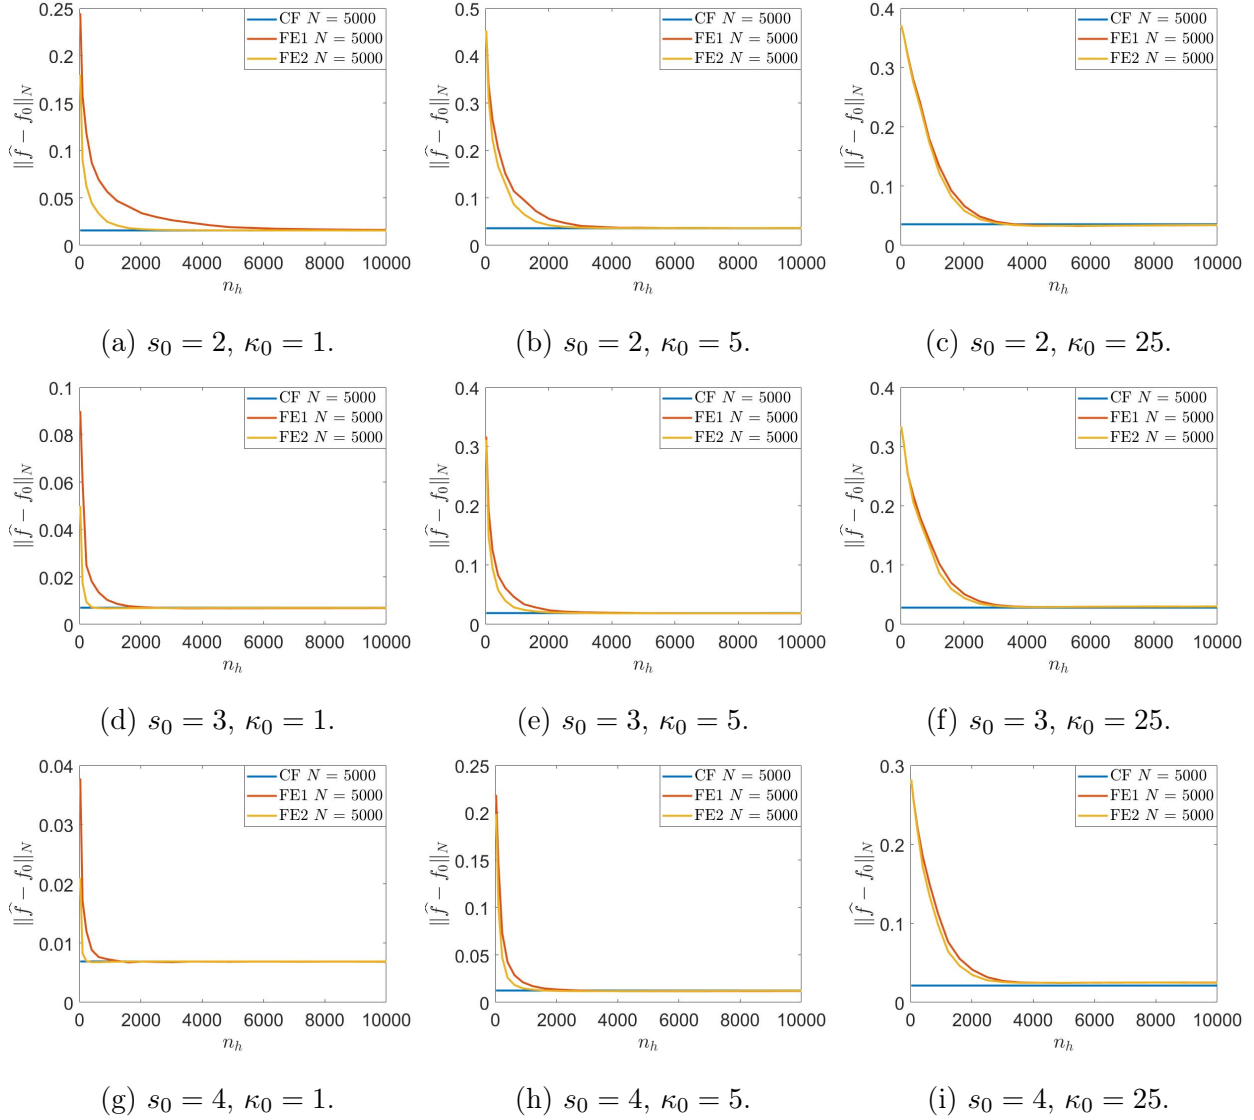 CF N = 5000
FE1 N = 5000
FE2 N = 5000
0.25
0.2
0.15
0.1
0.05
0
‖f̂ − f₀‖_N
0 2000 4000 6000 8000 10000
n_h
(a) s₀ = 2, κ₀ = 1.
CF N = 5000
FE1 N = 5000
FE2 N = 5000
0.5
0.4
0.3
0.2
0.1
0
‖f̂ − f₀‖_N
0 2000 4000 6000 8000 10000
n_h
(b) s₀ = 2, κ₀ = 5.
CF N = 5000
FE1 N = 5000
FE2 N = 5000
0.4
0.3
0.2
0.1
0
‖f̂ − f₀‖_N
0 2000 4000 6000 8000 10000
n_h
(c) s₀ = 2, κ₀ = 25.
CF N = 5000
FE1 N = 5000
FE2 N = 5000
0.1
0.08
0.06
0.04
0.02
0
‖f̂ − f₀‖_N
0 2000 4000 6000 8000 10000
n_h
(d) s₀ = 3, κ₀ = 1.
CF N = 5000
FE1 N = 5000
FE2 N = 5000
0.4
0.3
0.2
0.1
0
‖f̂ − f₀‖_N
0 2000 4000 6000 8000 10000
n_h
(e) s₀ = 3, κ₀ = 5.
CF N = 5000
FE1 N = 5000
FE2 N = 5000
0.4
0.3
0.2
0.1
0
‖f̂ − f₀‖_N
0 2000 4000 6000 8000 10000
n_h
(f) s₀ = 3, κ₀ = 25.
CF N = 5000
FE1 N = 5000
FE2 N = 5000
0.04
0.03
0.02
0.01
0
‖f̂ − f₀‖_N
0 2000 4000 6000 8000 10000
n_h
(g) s₀ = 4, κ₀ = 1.
CF N = 5000
FE1 N = 5000
FE2 N = 5000
0.25
0.2
0.15
0.1
0.05
0
‖f̂ − f₀‖_N
0 2000 4000 6000 8000 10000
n_h
(h) s₀ = 4, κ₀ = 5.
CF N = 5000
FE1 N = 5000
FE2 N = 5000
0.3
0.2
0.1
0
‖f̂ − f₀‖_N
0 2000 4000 6000 8000 10000
n_h
(i) s₀ = 4, κ₀ = 25.